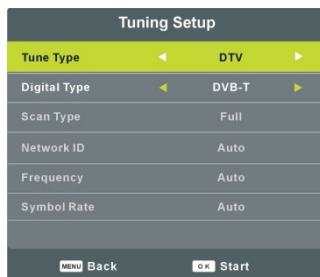 Tuning Setup
Tune Type DTV
Digital Type DVB-T
Scan Type Full
Network ID Auto
Frequency Auto
Symbol Rate Auto
MENU Back OK Start